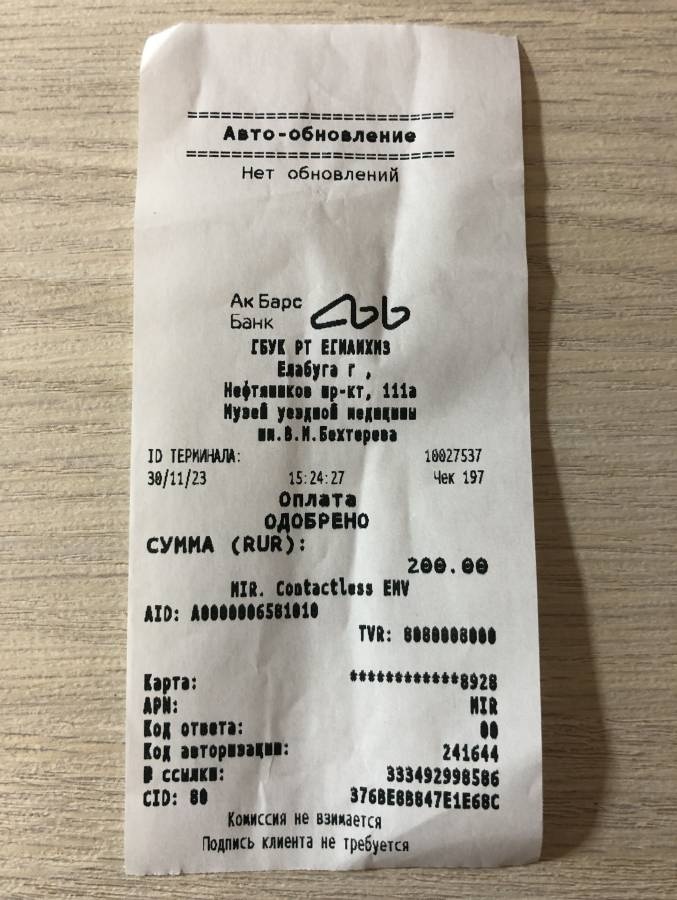 ==========================
Авто-обновление
==========================
Нет обновлений
Ак Барс
Банк
ГБУК РТ ЕГИАИХМЗ
Елабуга г ,
Нефтяников пр-кт, 111а
Музей уездной медицины
им.В.М.Бехтерева
ID ТЕРМИНАЛА: 10027537
30/11/23 15:24:27 Чек 197
Оплата
ОДОБРЕНО
СУММА (RUR):
200.00
MIR. Contactless EMV
AID: A0000006581010
TVR: 8080008000
Карта: ************8928
АРМ: MIR
Код ответа: 00
Код авторизации: 241644
№ ссылки: 333492998586
CID: 80 376BE8B847E1E68C
Комиссия не взимается
Подпись клиента не требуется